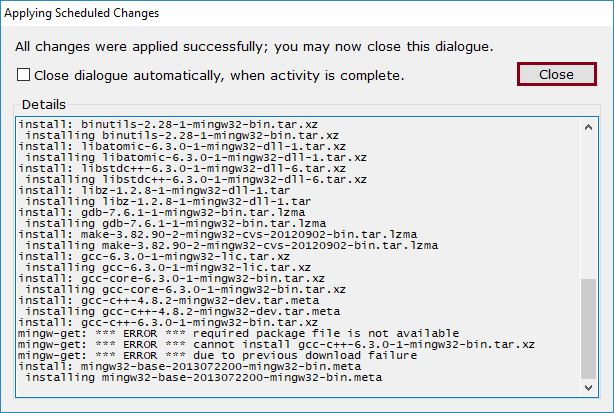 Applying Scheduled Changes
All changes were applied successfully; you may now close this dialogue.
Close dialogue automatically, when activity is complete.
Close
Details
install: binutils-2.28-1-mingw32-bin.tar.xz
installing binutils-2.28-1-mingw32-bin.tar.xz
install: libatomic-6.3.0-1-mingw32-dll-1.tar.xz
installing libatomic-6.3.0-1-mingw32-dll-1.tar.xz
install: libstdc++-6.3.0-1-mingw32-dll-6.tar.xz
installing libstdc++-6.3.0-1-mingw32-dll-6.tar.xz
install: libz-1.2.8-1-mingw32-dll-1.tar
installing libz-1.2.8-1-mingw32-dll-1.tar
install: gdb-7.6.1-1-mingw32-bin.tar.lzma
installing gdb-7.6.1-1-mingw32-bin.tar.lzma
install: make-3.82.90-2-mingw32-cvs-20120902-bin.tar.lzma
installing make-3.82.90-2-mingw32-cvs-20120902-bin.tar.lzma
install: gcc-6.3.0-1-mingw32-lic.tar.xz
installing gcc-6.3.0-1-mingw32-lic.tar.xz
install: gcc-core-6.3.0-1-mingw32-bin.tar.xz
installing gcc-core-6.3.0-1-mingw32-bin.tar.xz
install: gcc-c++-4.8.2-mingw32-dev.tar.meta
installing gcc-c++-4.8.2-mingw32-dev.tar.meta
install: gcc-c++-6.3.0-1-mingw32-bin.tar.xz
mingw-get: *** ERROR *** required package file is not available
mingw-get: *** ERROR *** cannot install gcc-c++-6.3.0-1-mingw32-bin.tar.xz
mingw-get: *** ERROR *** due to previous download failure
install: mingw32-base-2013072200-mingw32-bin.meta
installing mingw32-base-2013072200-mingw32-bin.meta